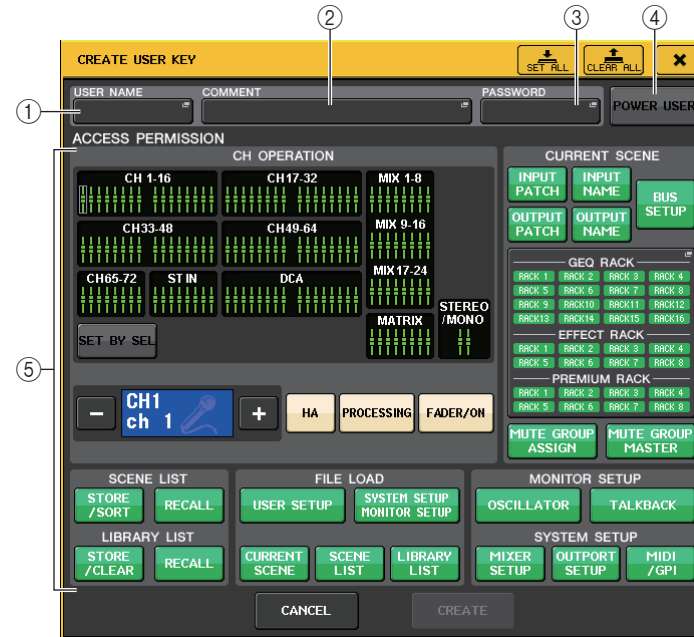 ② ③ ④
CREATE USER KEY SET ALL CLEAR ALL
① USER NAME COMMENT PASSWORD POWER USER
ACCESS PERMISSION
⑤
CH OPERATION
CH 1-16 CH17-32 MIX 1-8
CH33-48 CH49-64 MIX 9-16
CH65-72 ST IN DCA MIX17-24
MATRIX STEREO /MONO
SET BY SEL
CH1
ch 1
− + HA PROCESSING FADER/ON
CURRENT SCENE
INPUT PATCH INPUT NAME BUS SETUP
OUTPUT PATCH OUTPUT NAME
GEQ RACK
RACK 1 RACK 2 RACK 3 RACK 4
RACK 5 RACK 6 RACK 7 RACK 8
RACK 9 RACK10 RACK11 RACK12
RACK13 RACK14 RACK15 RACK16
EFFECT RACK
RACK 1 RACK 2 RACK 3 RACK 4
RACK 5 RACK 6 RACK 7 RACK 8
PREMIUM RACK
RACK 1 RACK 2 RACK 3 RACK 4
RACK 5 RACK 6 RACK 7 RACK 8
MUTE GROUP ASSIGN MUTE GROUP MASTER
SCENE LIST
STORE /SORT RECALL
LIBRARY LIST
STORE /CLEAR RECALL
FILE LOAD
USER SETUP SYSTEM SETUP MONITOR SETUP
CURRENT SCENE SCENE LIST LIBRARY LIST
MONITOR SETUP
OSCILLATOR TALKBACK
SYSTEM SETUP
MIXER SETUP OUTPORT SETUP MIDI /GPI
CANCEL CREATE